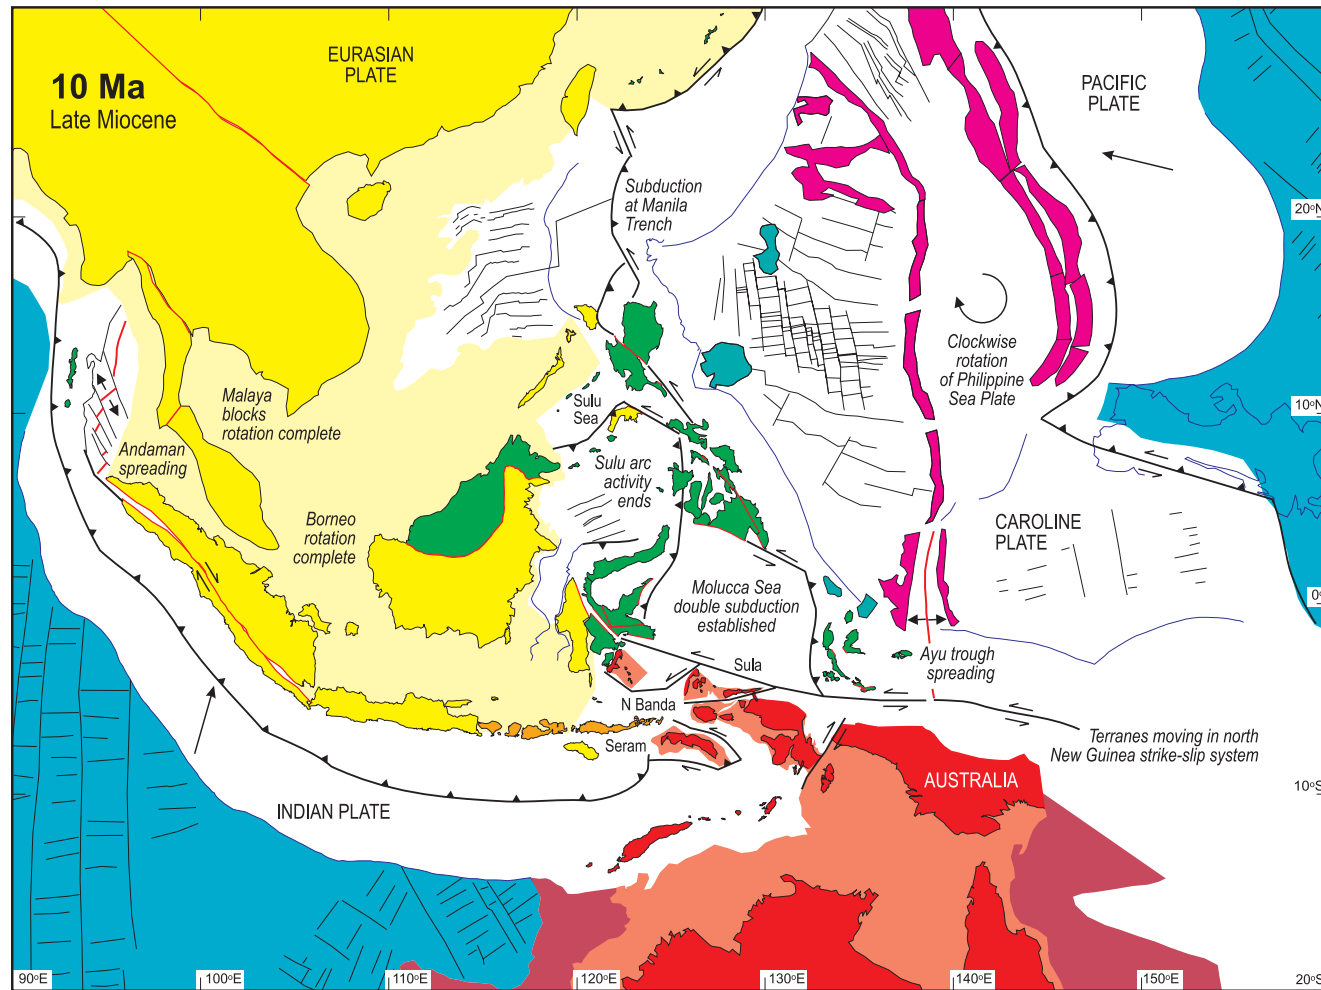 10 Ma
Late Miocene
EURASIAN
PLATE
PACIFIC
PLATE
Subduction
at Manila
Trench
20°N
Clockwise
rotation
of Philippine
Sea Plate
Malaya
blocks
rotation complete
Sulu
Sea
10°N
Andaman
spreading
Sulu arc
activity
ends
Borneo
rotation
complete
CAROLINE
PLATE
Molucca Sea
double subduction
established
0°
Sula
Ayu trough
spreading
N Banda
Seram
Terranes moving in north
New Guinea strike-slip system
AUSTRALIA
10°S
INDIAN PLATE
90°E
100°E
110°E
120°E
130°E
140°E
150°E
20°S